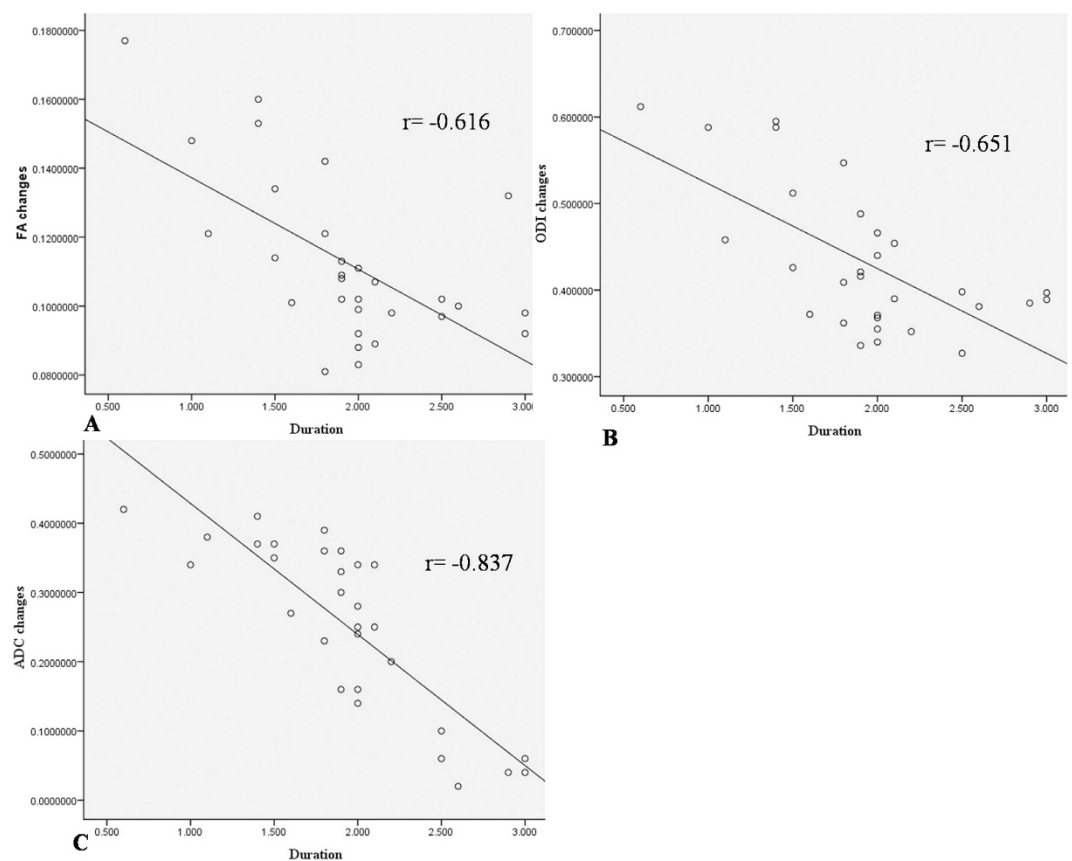 0.1800000
0.1600000
0.1400000
0.1200000
0.1000000
0.0800000
FA changes
r= -0.616
0.500
1.000
1.500
2.000
2.500
3.000
A
Duration
0.700000
0.600000
0.500000
0.400000
0.300000
ODI changes
r= -0.651
0.500
1.000
1.500
2.000
2.500
3.000
B
Duration
0.5000000
0.4000000
0.3000000
0.2000000
0.1000000
0.0000000
ADC changes
r= -0.837
0.500
1.000
1.500
2.000
2.500
3.000
C
Duration